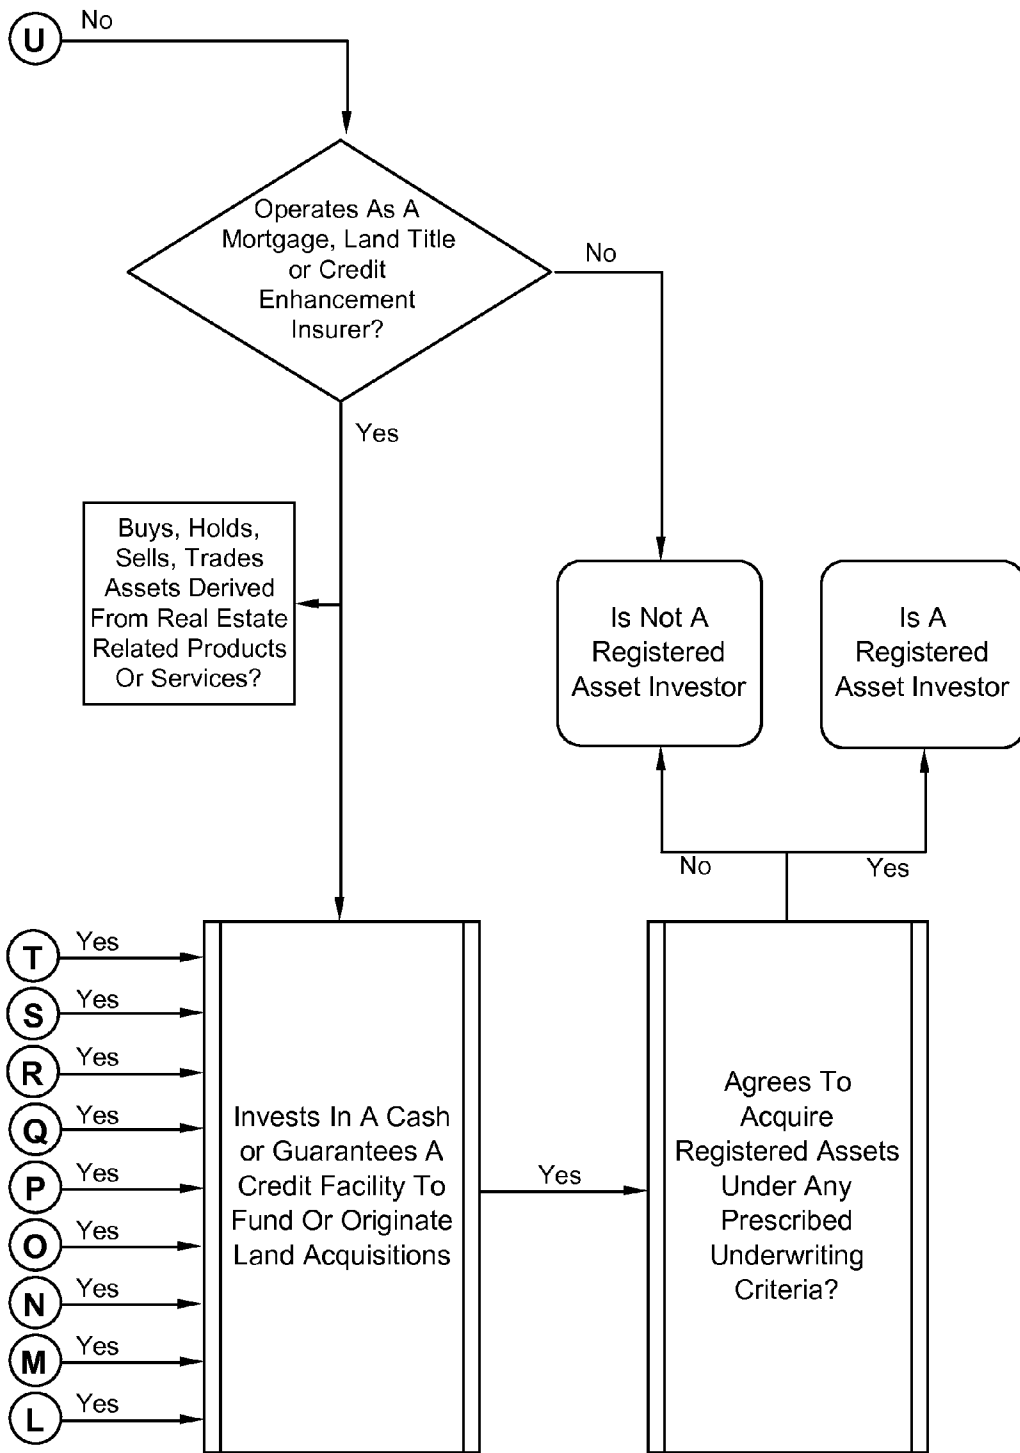 U
No
Operates As A
Mortgage, Land Title
or Credit
Enhancement
Insurer?
No
Yes
Buys, Holds,
Sells, Trades
Assets Derived
From Real Estate
Related Products
Or Services?
Is Not A
Registered
Asset Investor
Is A
Registered
Asset Investor
No
Yes
T
Yes
S
Yes
R
Yes
Q
Yes
P
Yes
O
Yes
N
Yes
M
Yes
L
Yes
Invests In A Cash
or Guarantees A
Credit Facility To
Fund Or Originate
Land Acquisitions
Yes
Agrees To
Acquire
Registered Assets
Under Any
Prescribed
Underwriting
Criteria?